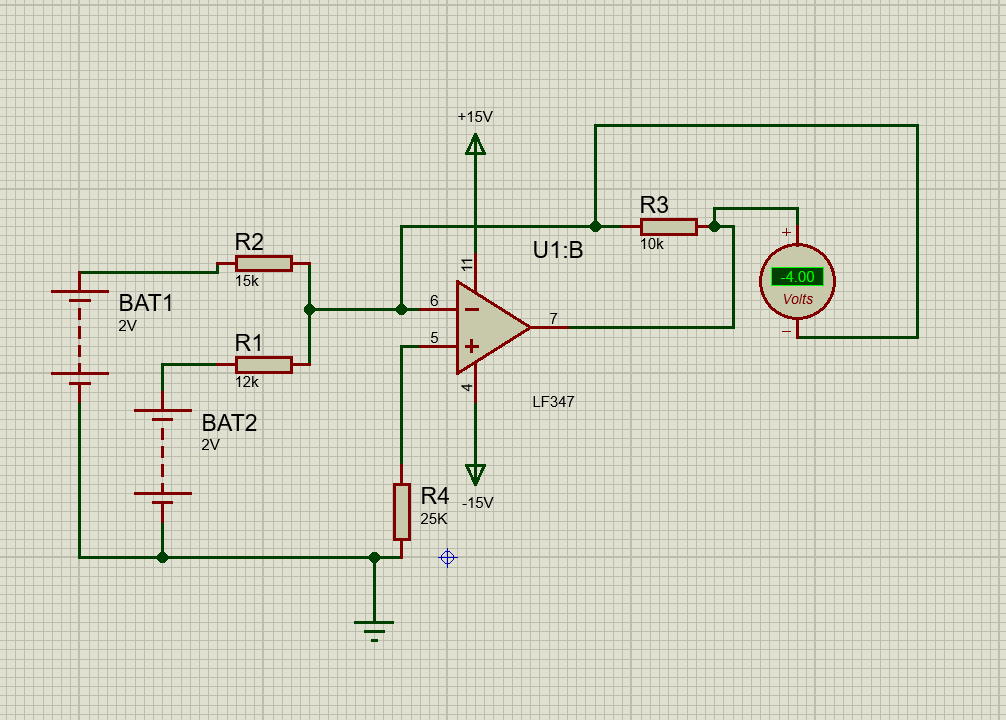 +15V
R3
10k
+
-4.00
Volts
–
U1:B
11
R2
15k
6
7
5
BAT1
2V
R1
12k
4
LF347
BAT2
2V
R4
25K
-15V